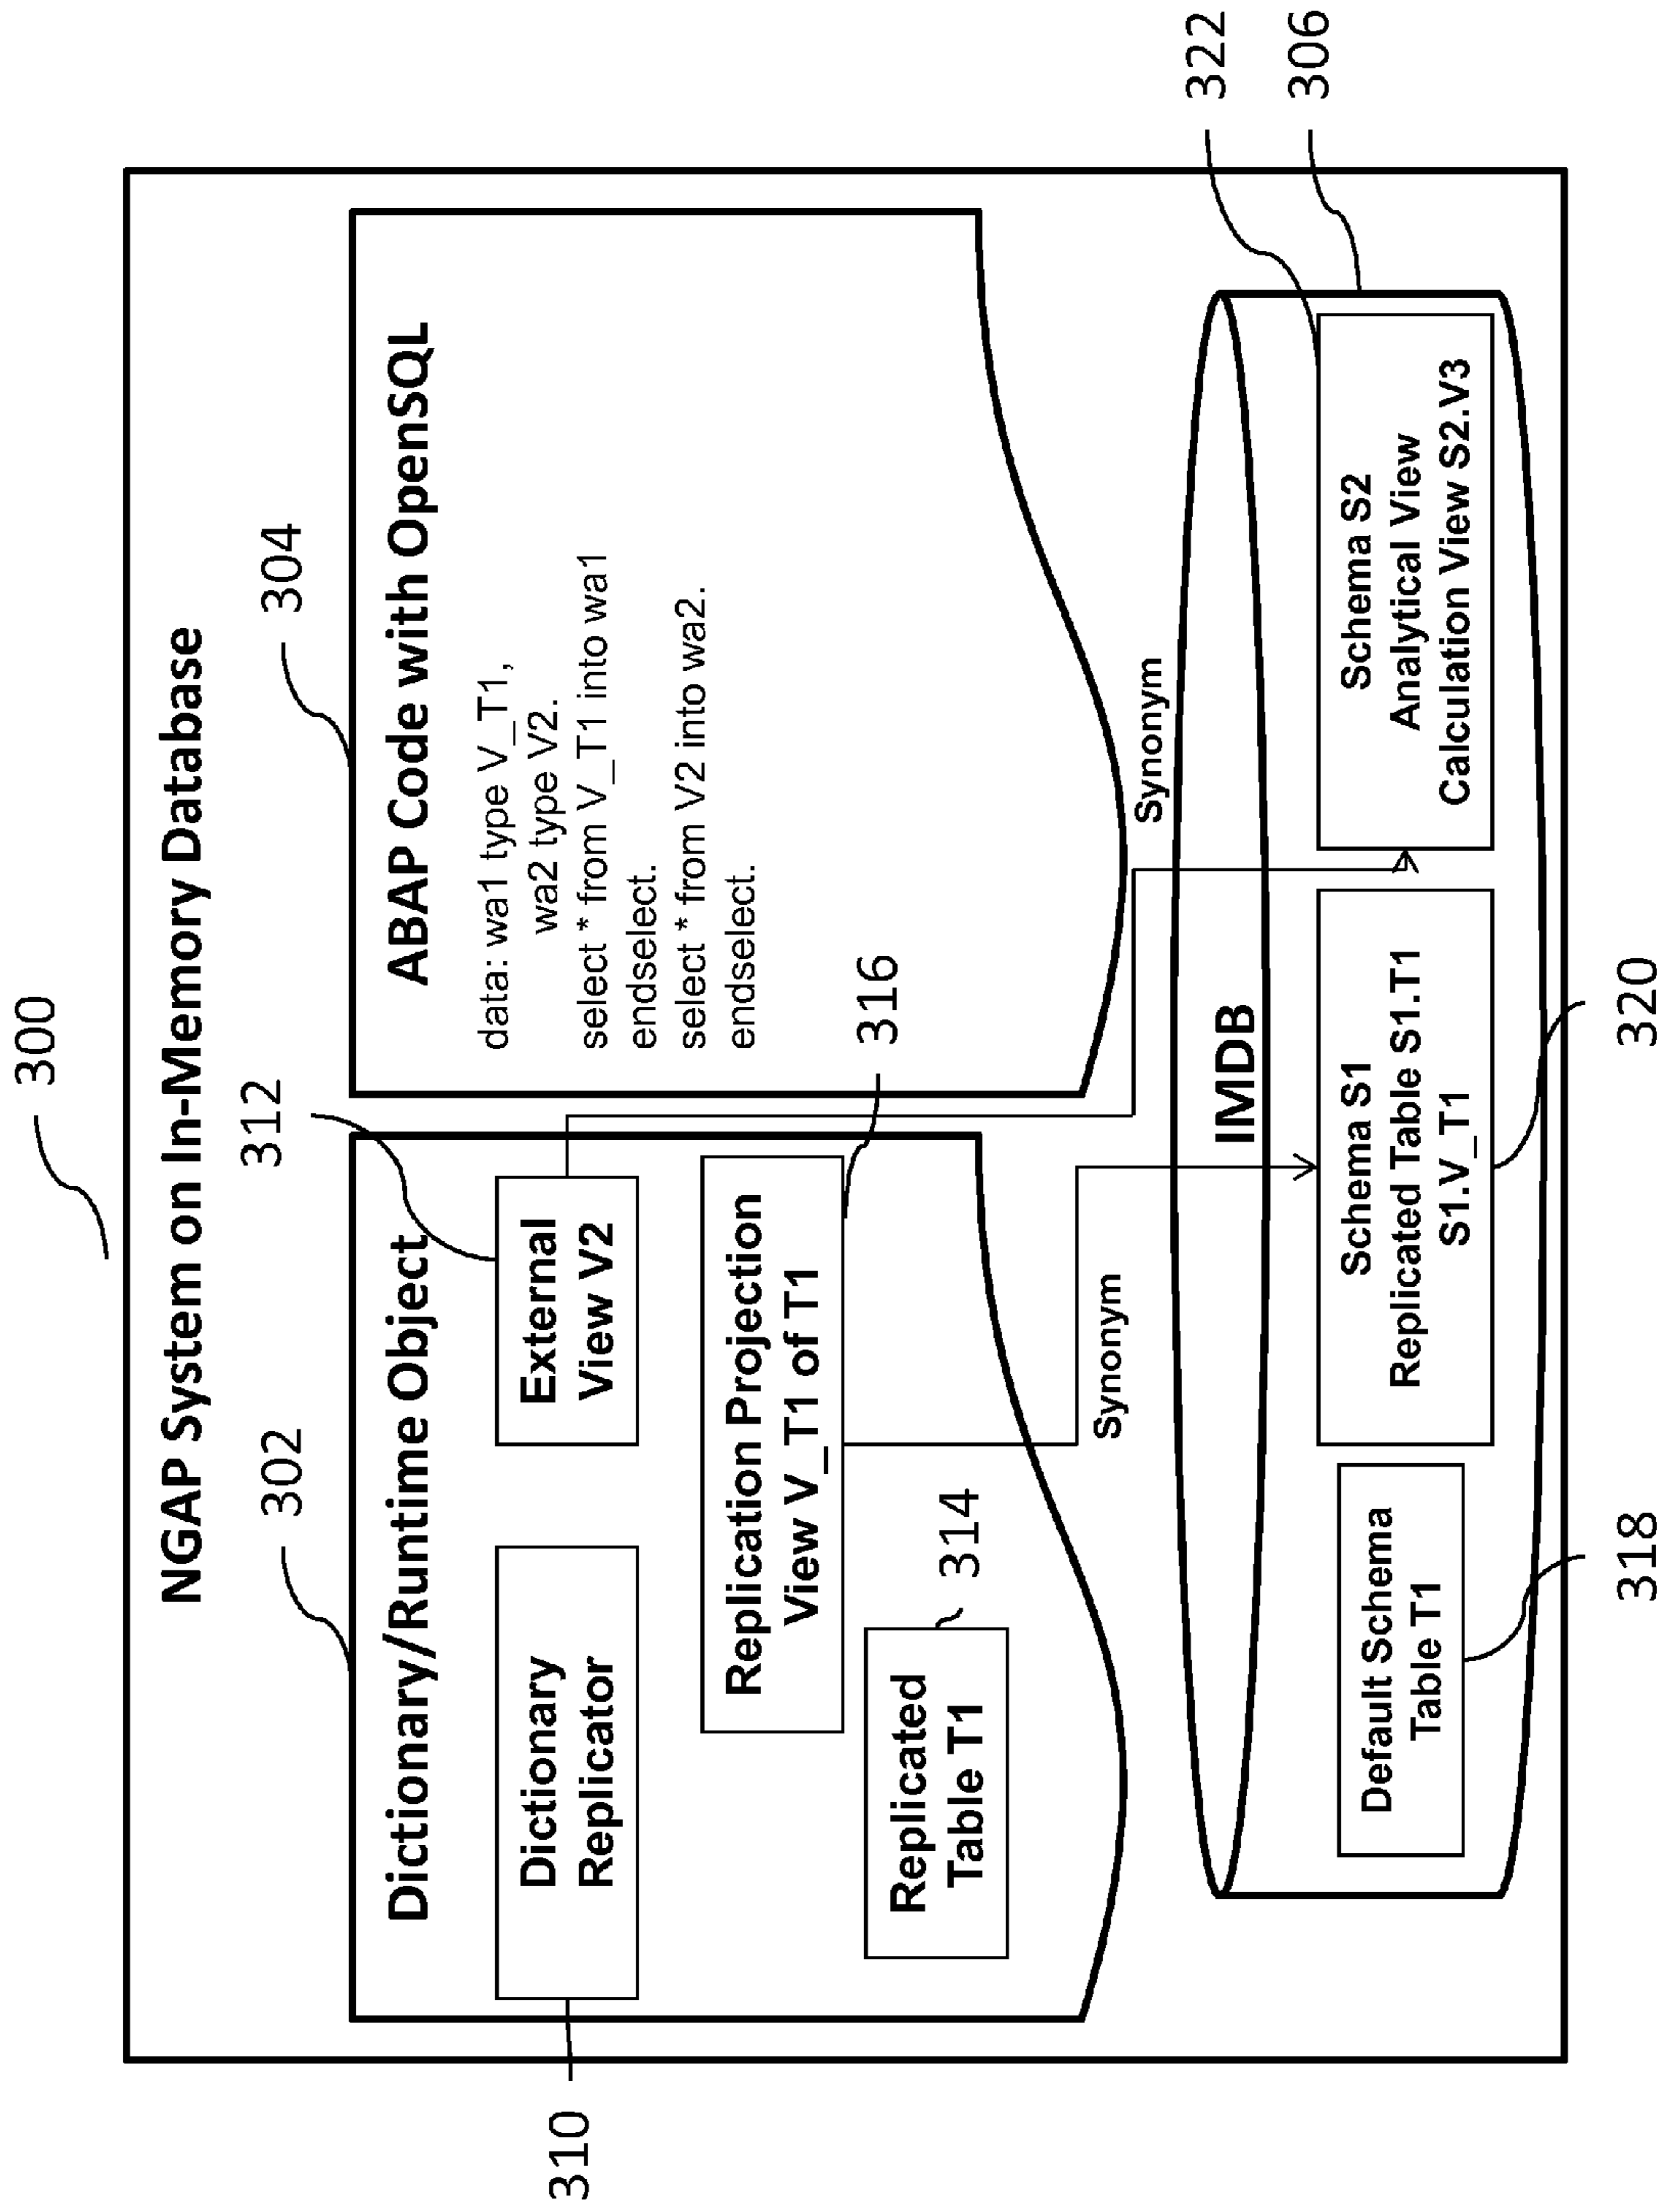 300
NGAP System on In-Memory Database
302
Dictionary/Runtime Object
310
Dictionary
Replicator
312
External
View V2
Replication Projection
View V_T1 of T1
316
Replicated
Table T1
314
304
ABAP Code with OpenSQL
data: wa1 type V_T1,
wa2 type V2.
select * from V_T1 into wa1
endselect.
select * from V2 into wa2.
endselect.
Synonym
Synonym
IMDB
Default Schema
Table T1
318
Schema S1
Replicated Table S1.T1
S1.V_T1
320
Schema S2
Analytical View
Calculation View S2.V3
322
306